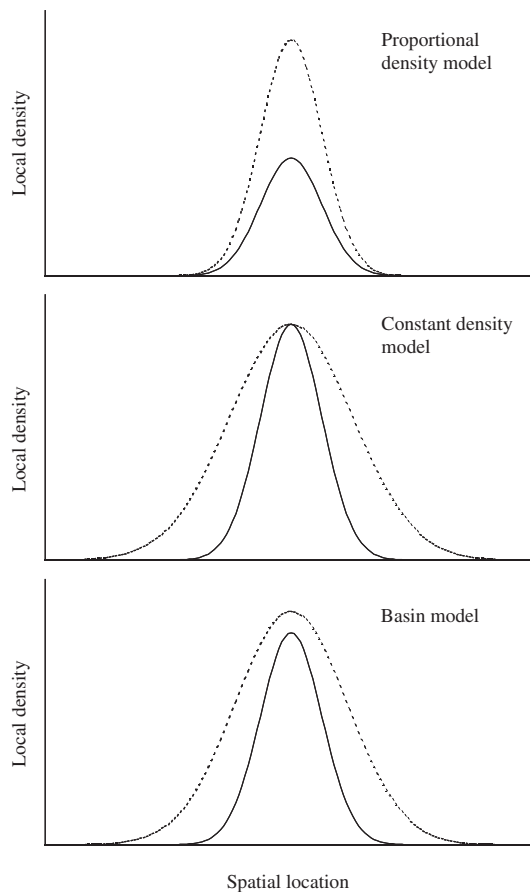 Proportional
density model
Local density
Constant density
model
Local density
Basin model
Local density
Spatial location